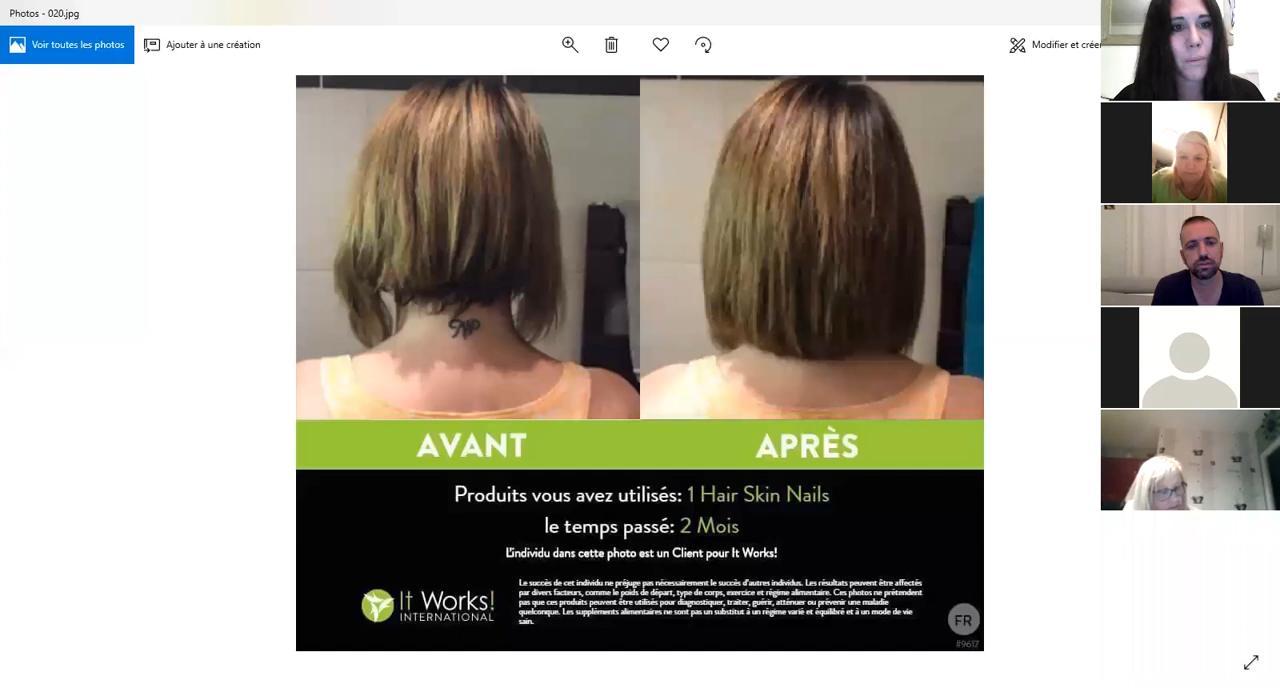 Photos - 020.jpg
Voir toutes les photos
Ajouter à une création
Modifier et créer
AVANT
APRÈS
Produits vous avez utilisés: 1 Hair Skin Nails
le temps passé: 2 Mois
L'individu dans cette photo est un Client pour It Works!
Le succès de cet individu ne préjuge pas nécessairement le succès d'autres individus. Les résultats peuvent être affectés
par divers facteurs, comme le poids de départ, type de corps, exercice et régime alimentaire. Ces photos ne prétendent
pas que ces produits peuvent être utilisés pour diagnostiquer, traiter, guérir, atténuer ou prévenir une maladie
quelconque. Les suppléments alimentaires ne sont pas un substitut à un régime varié et équilibré et à un mode de vie
sain.
It Works!
INTERNATIONAL
FR
#9617